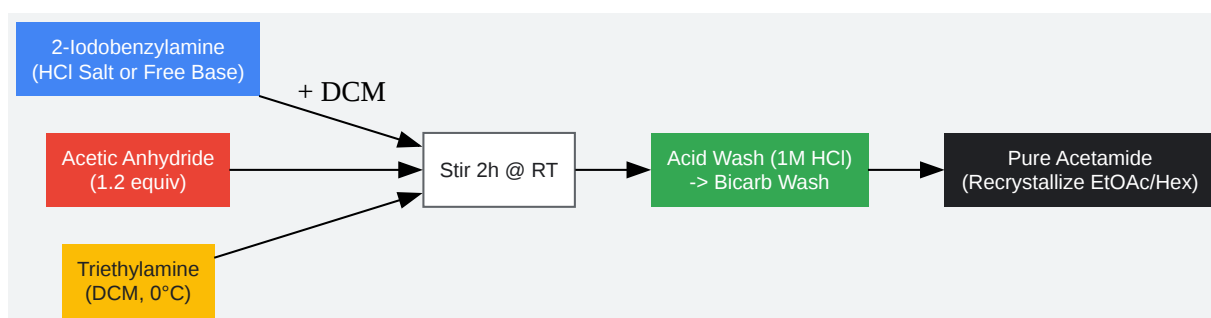 2-Iodobenzylamine
(HCl Salt or Free Base)
+ DCM
Acetic Anhydride
(1.2 equiv)
Triethylamine
(DCM, 0°C)
Stir 2h @ RT
Acid Wash (1M HCl)
-> Bicarb Wash
Pure Acetamide
(Recrystallize EtOAc/Hex)